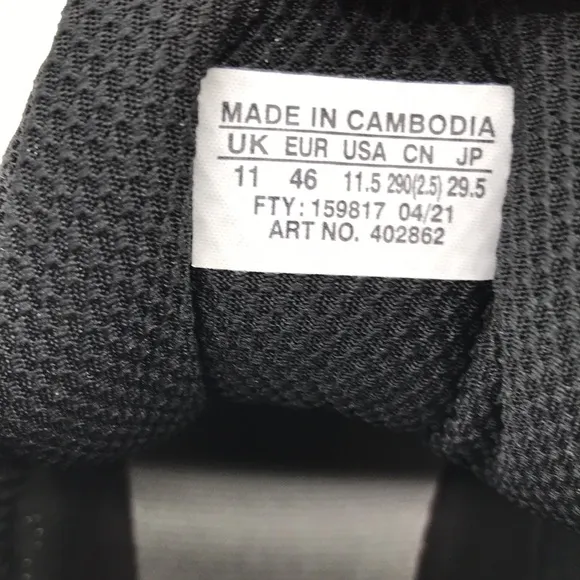 MADE IN CAMBODIA
UK EUR USA CN JP
11 46 11.5 290(2.5) 29.5
FTY: 159817 04/21
ART NO. 402862